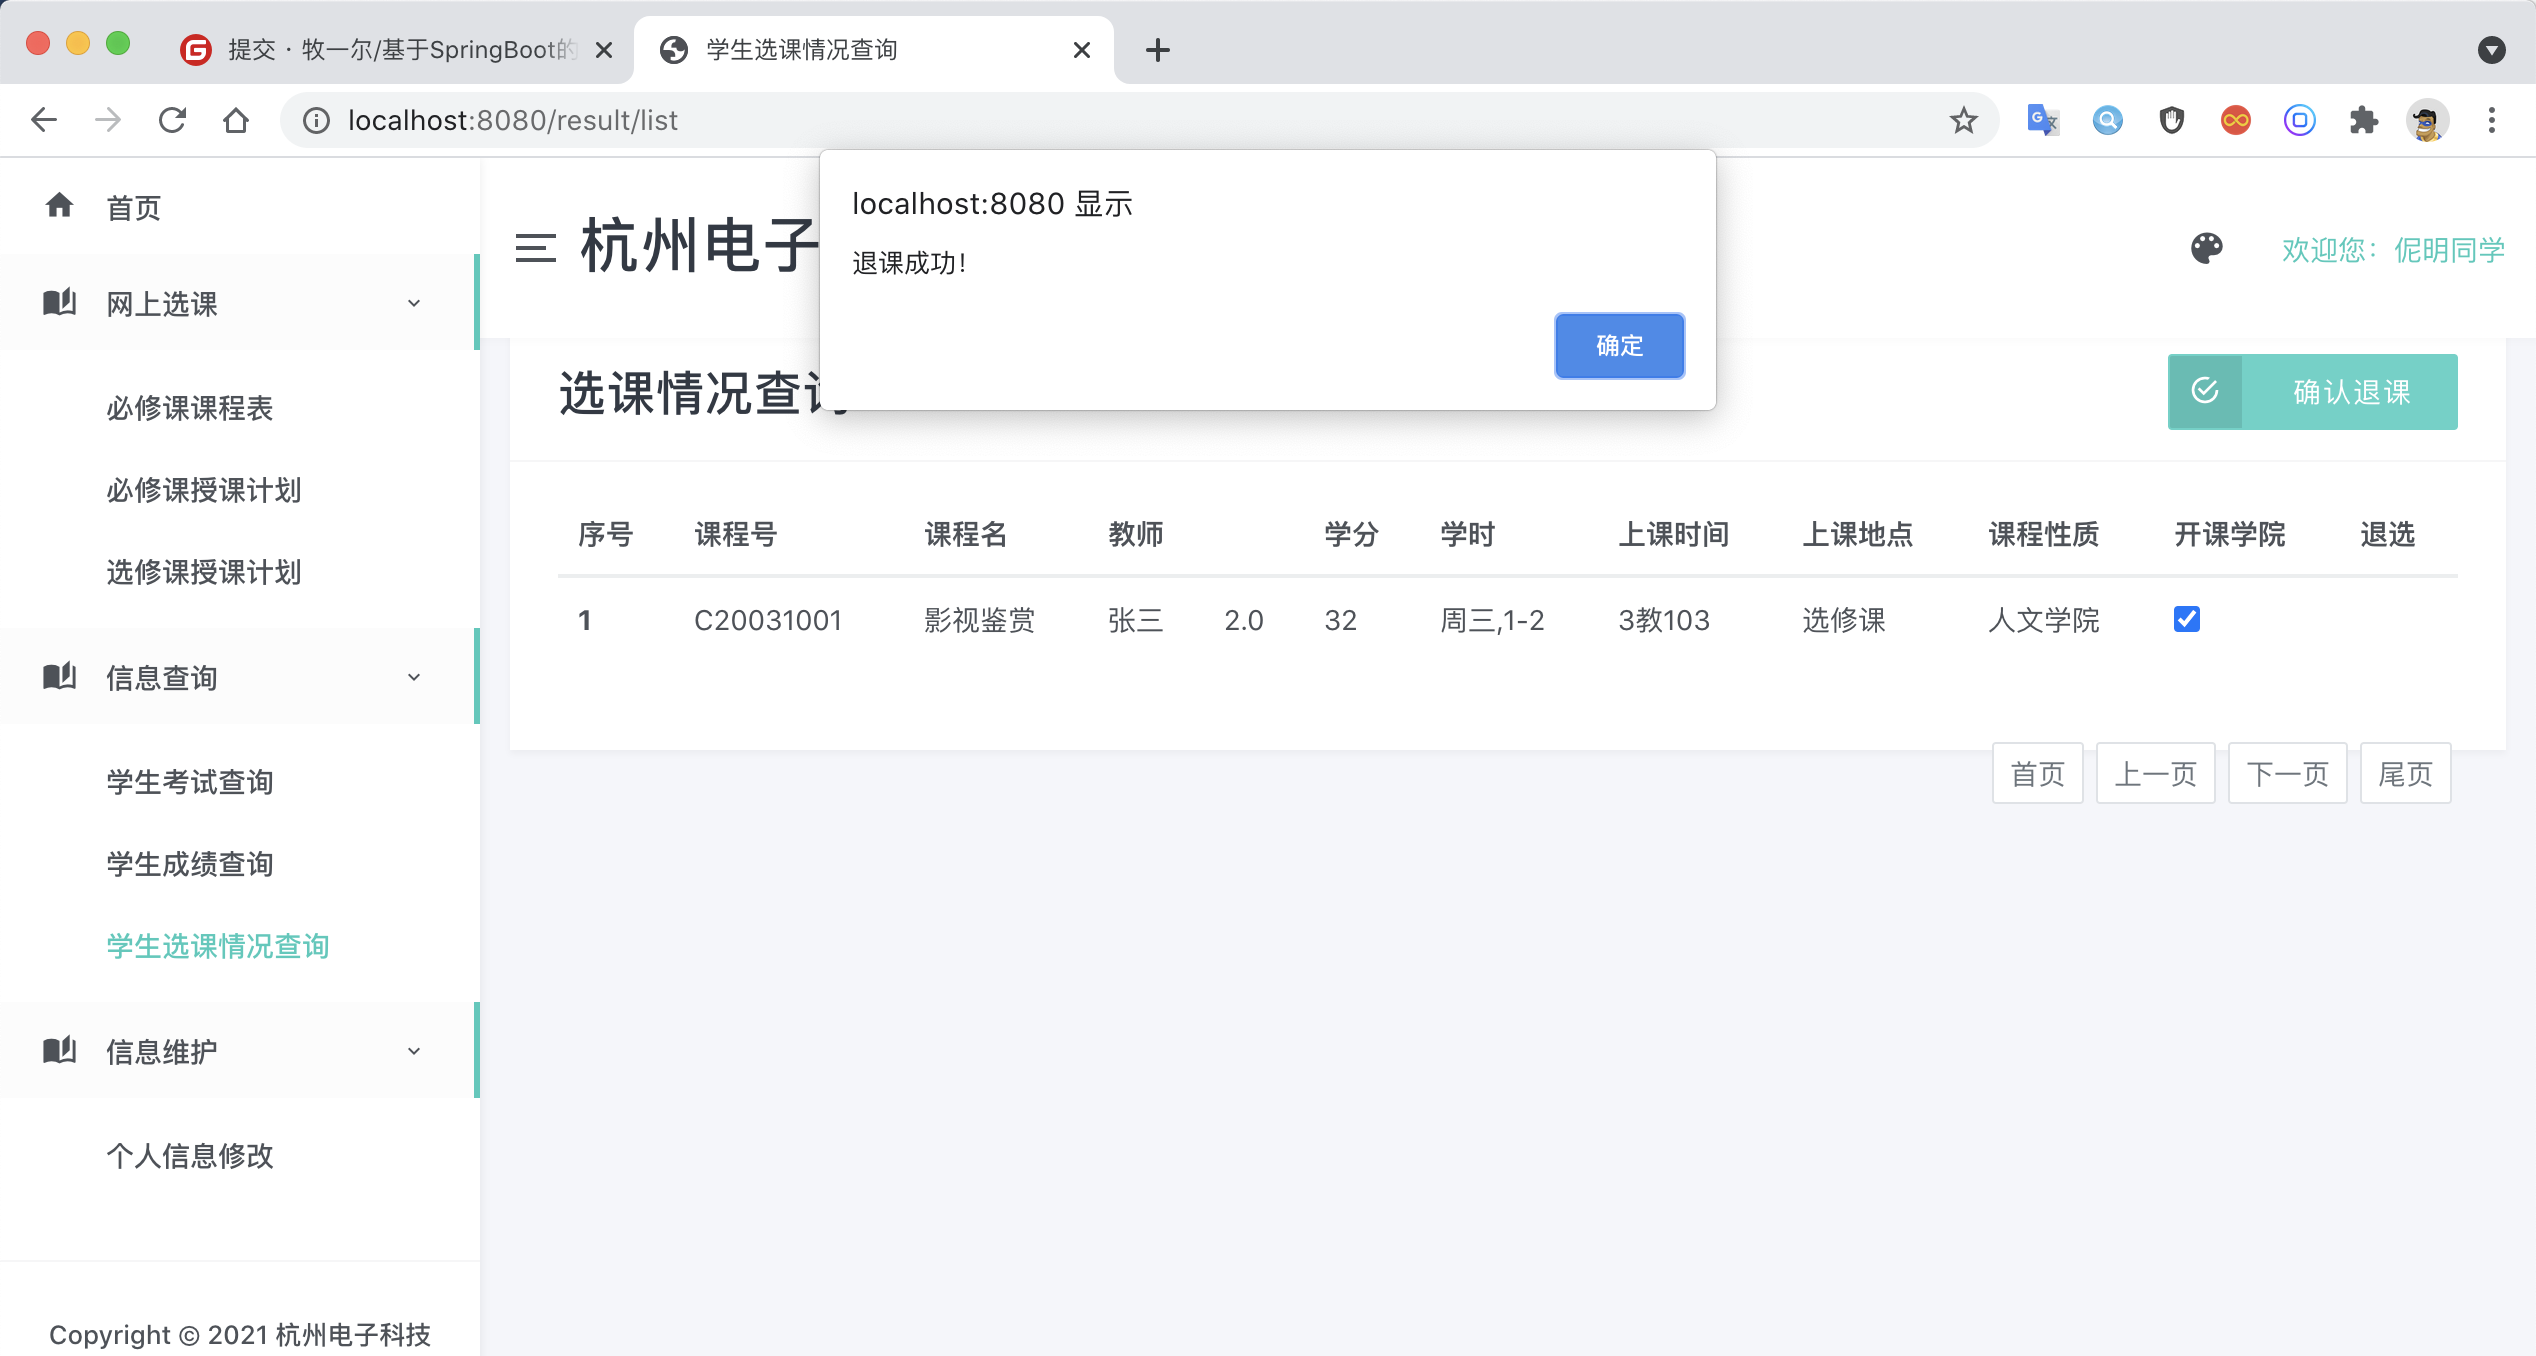 提交 · 牧一尔/基于SpringBoot的
学生选课情况查询
localhost:8080/result/list
localhost:8080 显示
退课成功！
确定
首页
网上选课
必修课课程表
必修课授课计划
选修课授课计划
信息查询
学生考试查询
学生成绩查询
学生选课情况查询
信息维护
个人信息修改
Copyright © 2021 杭州电子科技
杭州电子
欢迎您：伲明同学
选课情况查询
确认退课
序号 课程号 课程名 教师 学分 学时 上课时间 上课地点 课程性质 开课学院 退选
1 C20031001 影视鉴赏 张三 2.0 32 周三,1-2 3教103 选修课 人文学院
首页 上一页 下一页 尾页